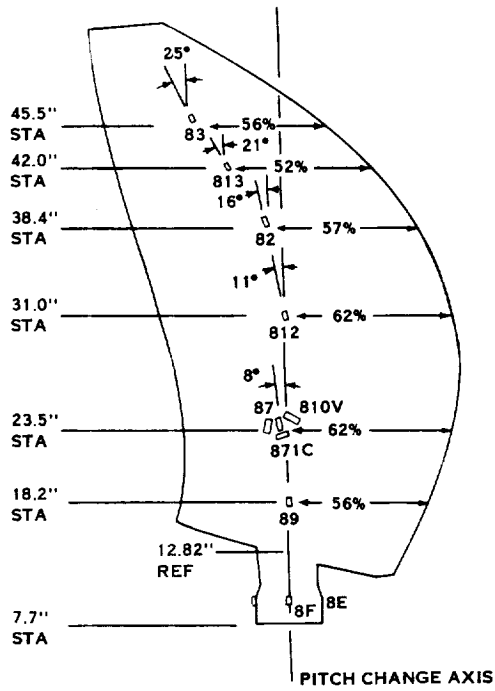 25°
45.5"
STA
83
56%
21°
42.0"
STA
813
52%
16°
38.4"
STA
82
57%
11°
31.0"
STA
812
62%
8°
87
810V
23.5"
STA
871C
62%
18.2"
STA
89
56%
12.82"
REF
8F
8E
7.7"
STA
PITCH CHANGE AXIS